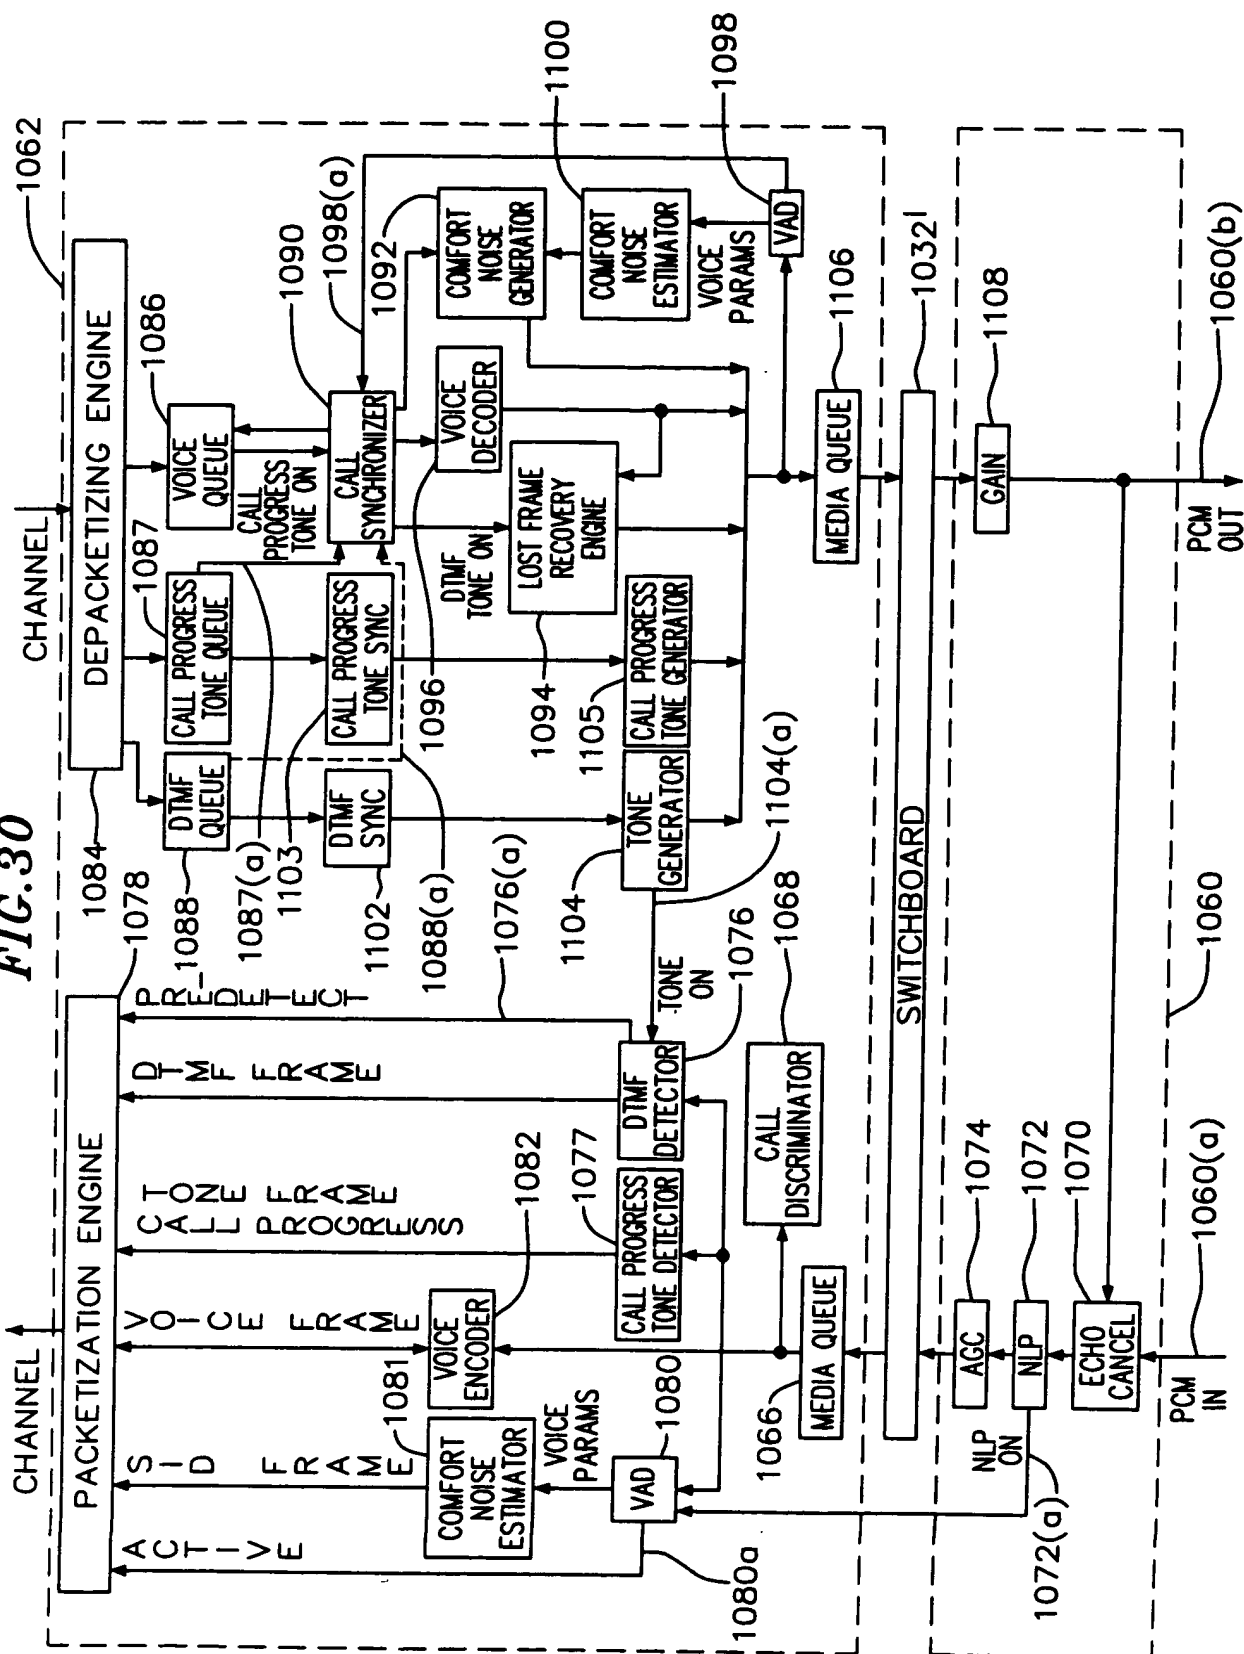 FIG.30
CHANNEL
PACKETIZATION ENGINE
1078
ACTIVE
SID FRAME
VOICE FRAME
CALL PROGRESS
TONE FRAME
DTMF FRAME
PRE-DETECT
1081
COMFORT
NOISE
ESTIMATOR
VOICE
PARAMS
VAD
1080
1080a
VOICE
ENCODER
1082
CALL PROGRESS
TONE DETECTOR
1077
DTMF
DETECTOR
1076
1076(a)
TONE
ON
1104(a)
CALL
DISCRIMINATOR
1068
MEDIA QUEUE
1066
CHANNEL
1062
DEPACKETIZING ENGINE
1084
DTMF
QUEUE
1088
CALL PROGRESS
TONE QUEUE
1087
1087(a)
VOICE
QUEUE
1086
CALL
PROGRESS
TONE ON
DTMF
SYNC
1102
CALL PROGRESS
TONE SYNC
1103
1088(a)
CALL
SYNCHRONIZER
1090
1098(a)
DTMF
TONE ON
VOICE
DECODER
1096
COMFORT
NOISE
GENERATOR
1092
LOST FRAME
RECOVERY
ENGINE
1094
COMFORT
NOISE
ESTIMATOR
1100
TONE
GENERATOR
1104
CALL PROGRESS
TONE GENERATOR
1105
VOICE
PARAMS
VAD
1098
MEDIA QUEUE
1106
SWITCHBOARD
1032'
AGC
1074
NLP
1072
NLP
ON
1072(a)
ECHO
CANCEL
1070
PCM
IN
1060(a)
1060
GAIN
1108
PCM
OUT
1060(b)